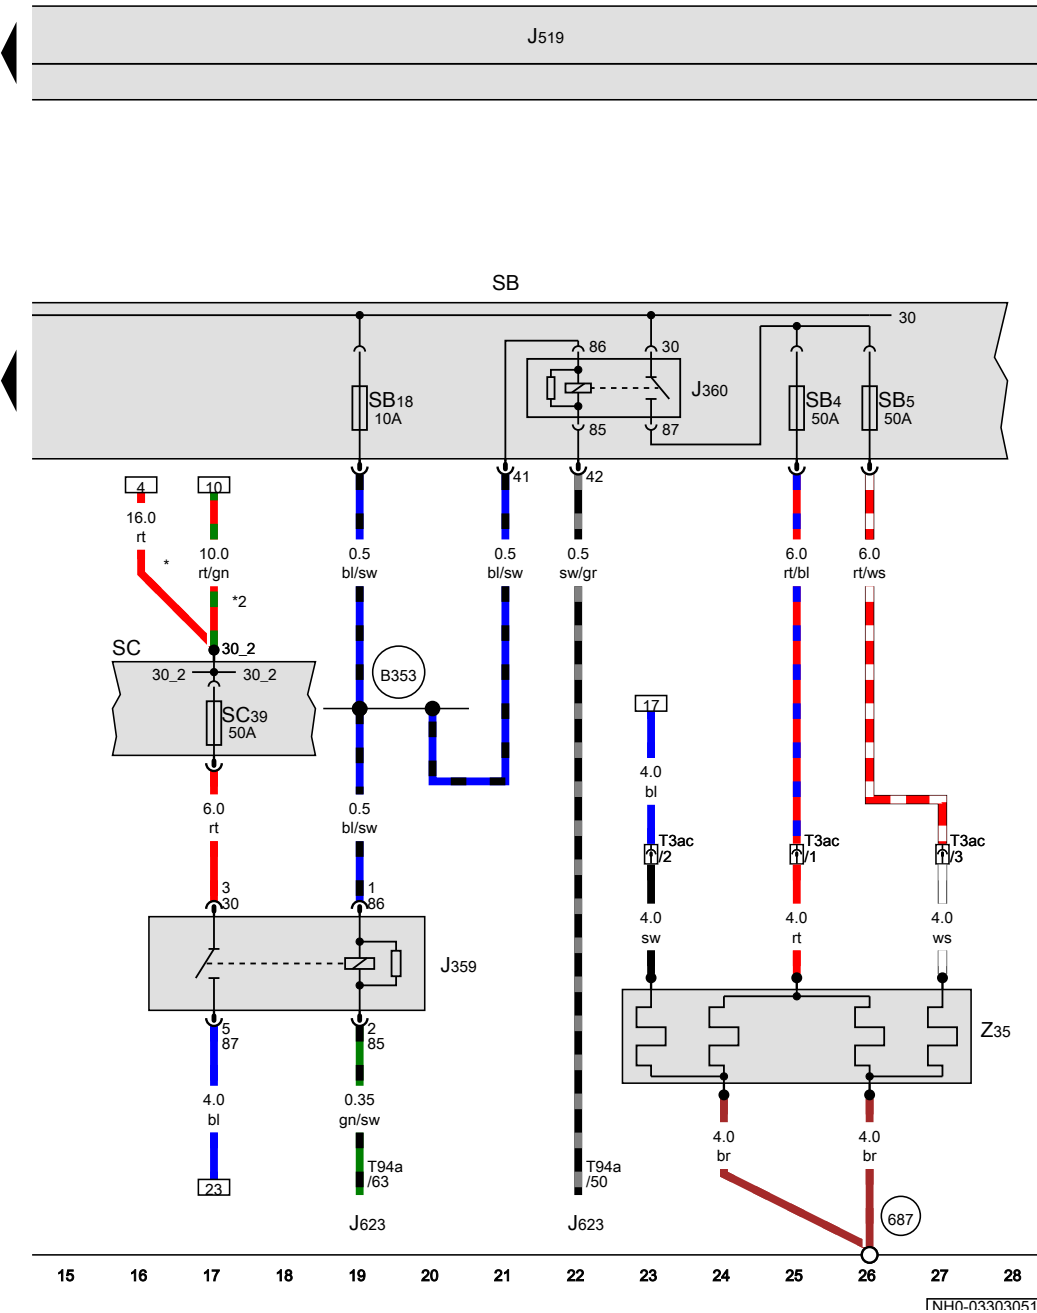 J519
SB
30
86
30
J360
SB18
10A
SB4
50A
SB5
50A
85
87
41
42
4
10
16.0
rt
*
10.0
rt/gn
*2
0.5
bl/sw
0.5
bl/sw
0.5
sw/gr
6.0
rt/bl
6.0
rt/ws
SC
30_2
30_2
30_2
B353
SC39
50A
17
4.0
bl
6.0
rt
0.5
bl/sw
T3ac
/2
T3ac
/1
T3ac
/3
3
30
1
86
4.0
sw
4.0
rt
4.0
ws
J359
Z35
5
87
2
85
4.0
bl
0.35
gn/sw
4.0
br
4.0
br
T94a
/63
T94a
/50
23
J623
J623
687
15 16 17 18 19 20 21 22 23 24 25 26 27 28
NH0-03303051